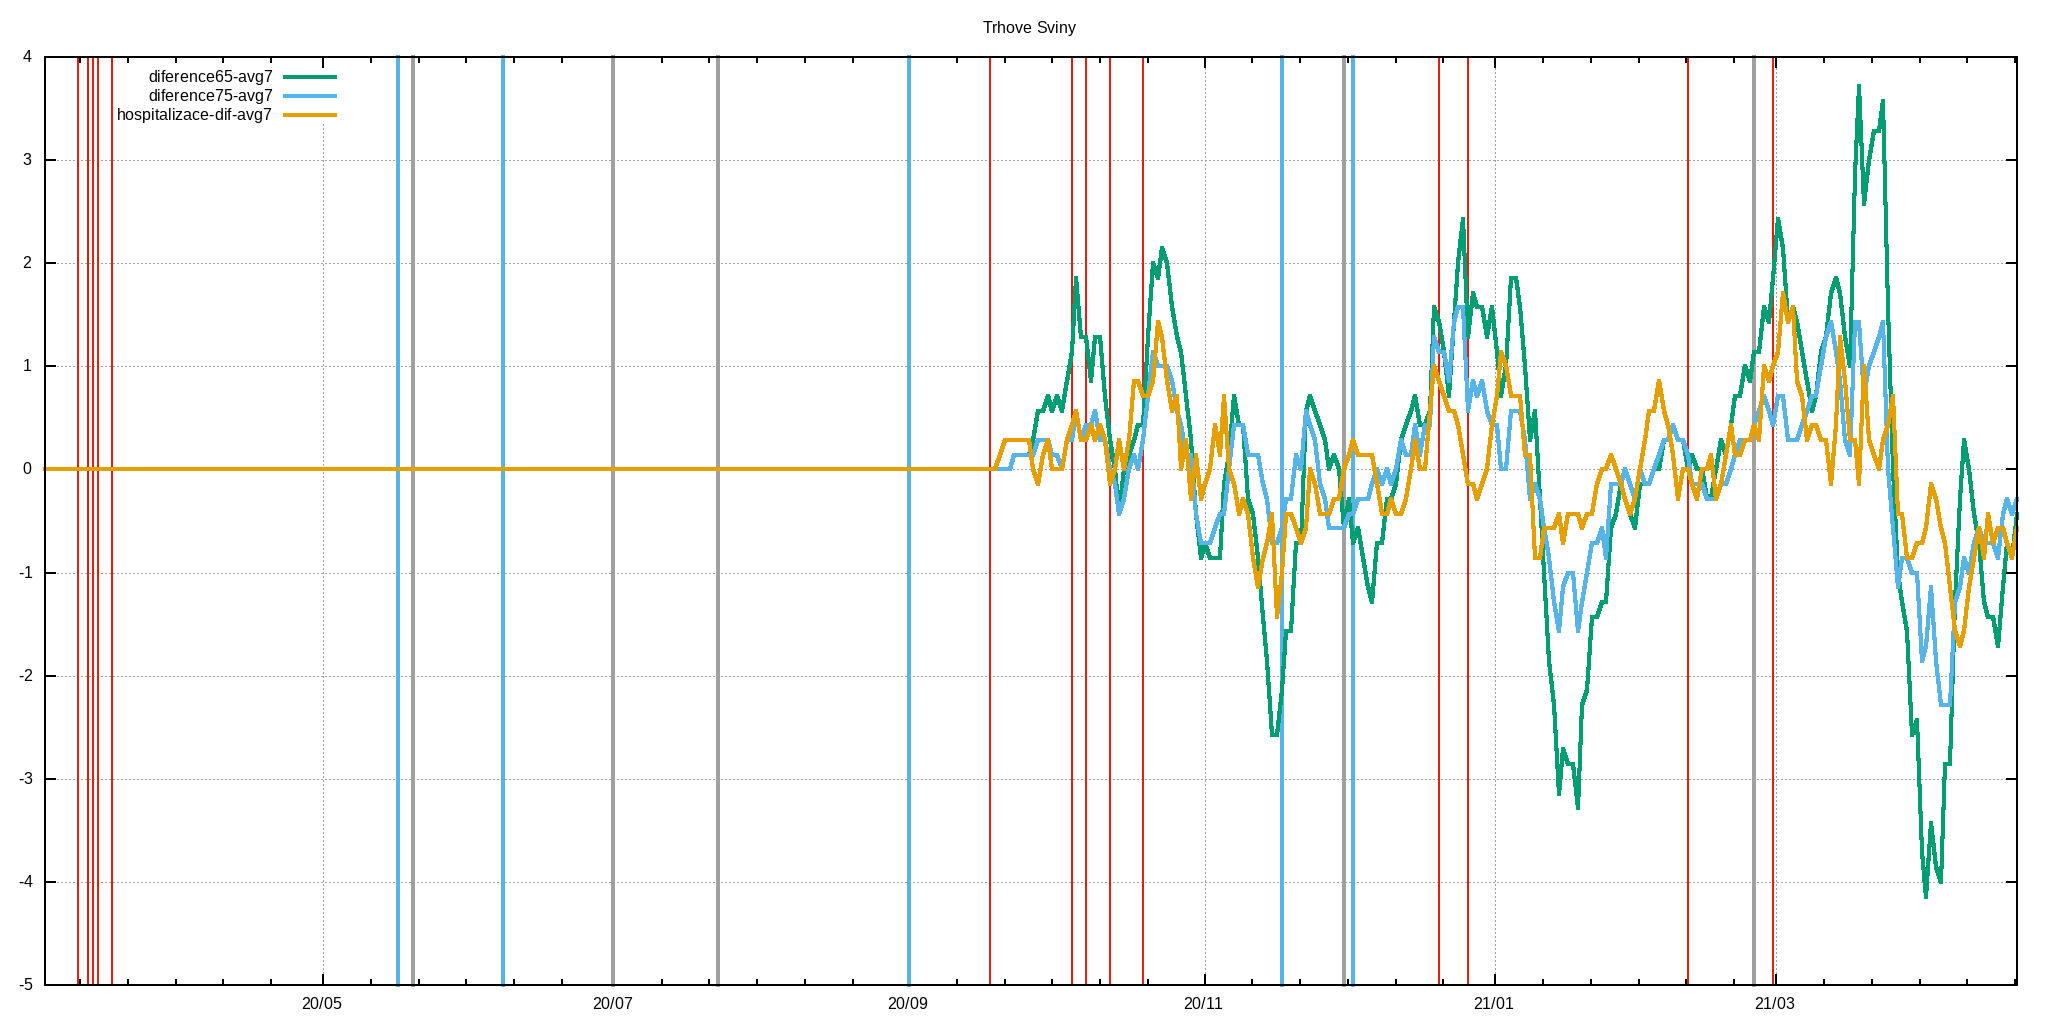 Trhove Sviny
diference65-avg7
diference75-avg7
hospitalizace-dif-avg7
4
3
2
1
0
-1
-2
-3
-4
-5
20/05 20/07 20/09 20/11 21/01 21/03